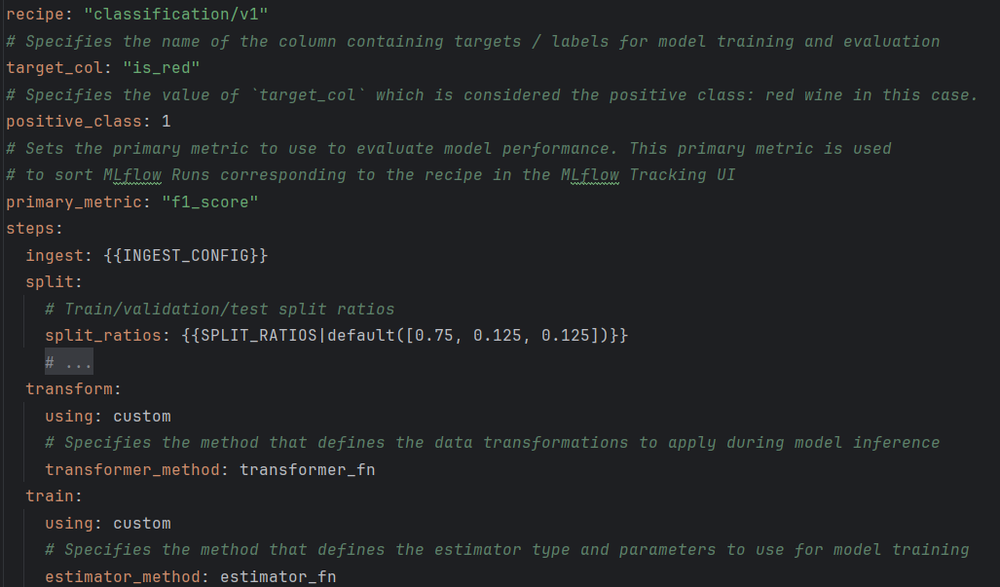 recipe: "classification/v1"
# Specifies the name of the column containing targets / labels for model training and evaluation
target_col: "is_red"
# Specifies the value of `target_col` which is considered the positive class: red wine in this case.
positive_class: 1
# Sets the primary metric to use to evaluate model performance. This primary metric is used
# to sort MLflow Runs corresponding to the recipe in the MLflow Tracking UI
primary_metric: "f1_score"
steps:
  ingest: {{INGEST_CONFIG}}
  split:
    # Train/validation/test split ratios
    split_ratios: {{SPLIT_RATIOS|default([0.75, 0.125, 0.125])}}
    # ...
  transform:
    using: custom
    # Specifies the method that defines the data transformations to apply during model inference
    transformer_method: transformer_fn
  train:
    using: custom
    # Specifies the method that defines the estimator type and parameters to use for model training
    estimator_method: estimator_fn